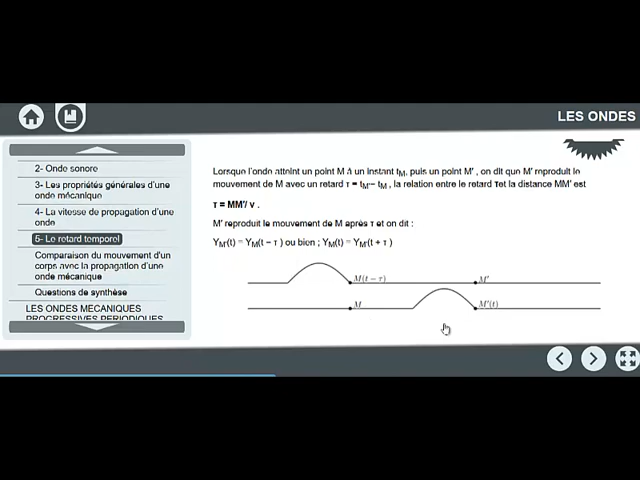 LES ONDES
2- Onde sonore
3- Les propriétés générales d'une
onde mécanique
4- La vitesse de propagation d'une
onde
5- Le retard temporel
Comparaison du mouvement d'un
corps avec la propagation d'une
onde mécanique
Questions de synthèse
LES ONDES MECANIQUES
PROGRESSIVES PERIODIQUES
Lorsque l'onde atteint un point M à un instant tM, puis un point M' , on dit que M' reproduit le
mouvement de M avec un retard τ = tM'− tM , la relation entre le retard τet la distance MM' est
τ = MM'/ v .
M' reproduit le mouvement de M après τ et on dit :
YM'(t) = YM(t − τ ) ou bien ; YM(t) = YM'(t + τ )
M(t − τ) M'
M M'(t)